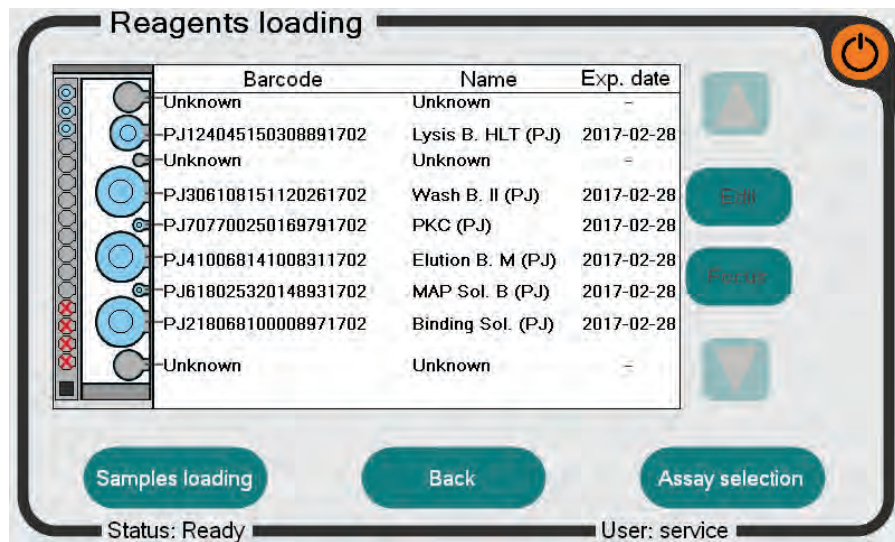 Reagents loading
Barcode Name Exp. date
Unknown Unknown -
PJ124045150308891702 Lysis B. HLT (PJ) 2017-02-28
Unknown Unknown -
PJ306108151120261702 Wash B. II (PJ) 2017-02-28
PJ707700250169791702 PKC (PJ) 2017-02-28
PJ410068141008311702 Elution B. M (PJ) 2017-02-28
PJ618025320148931702 MAP Sol. B (PJ) 2017-02-28
PJ218068100008971702 Binding Sol. (PJ) 2017-02-28
Unknown Unknown -
Edit
Focus
Samples loading Back Assay selection
Status: Ready User: service